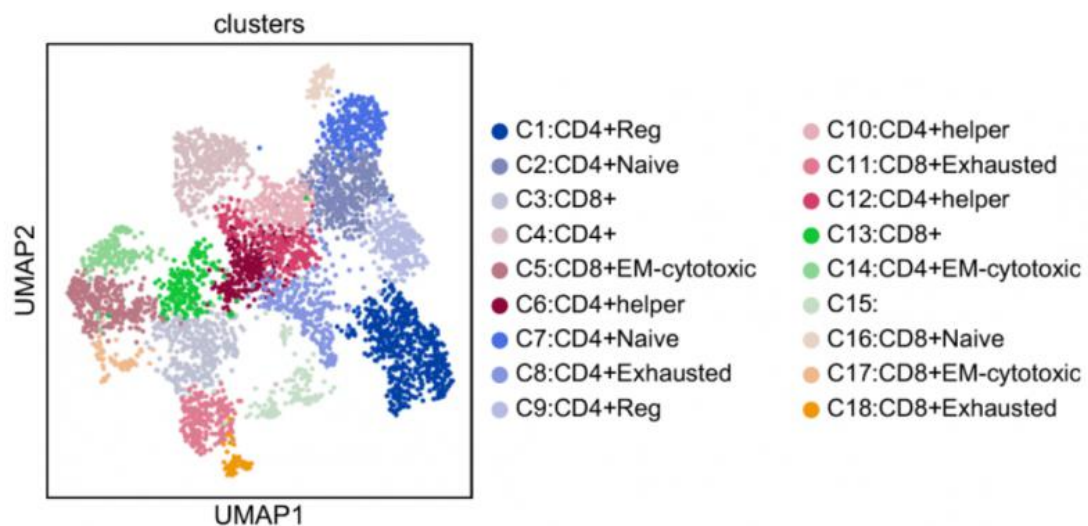 clusters
UMAP2
UMAP1
C1:CD4+Reg
C2:CD4+Naive
C3:CD8+
C4:CD4+
C5:CD8+EM-cytotoxic
C6:CD4+helper
C7:CD4+Naive
C8:CD4+Exhausted
C9:CD4+Reg
C10:CD4+helper
C11:CD8+Exhausted
C12:CD4+helper
C13:CD8+
C14:CD4+EM-cytotoxic
C15:
C16:CD8+Naive
C17:CD8+EM-cytotoxic
C18:CD8+Exhausted